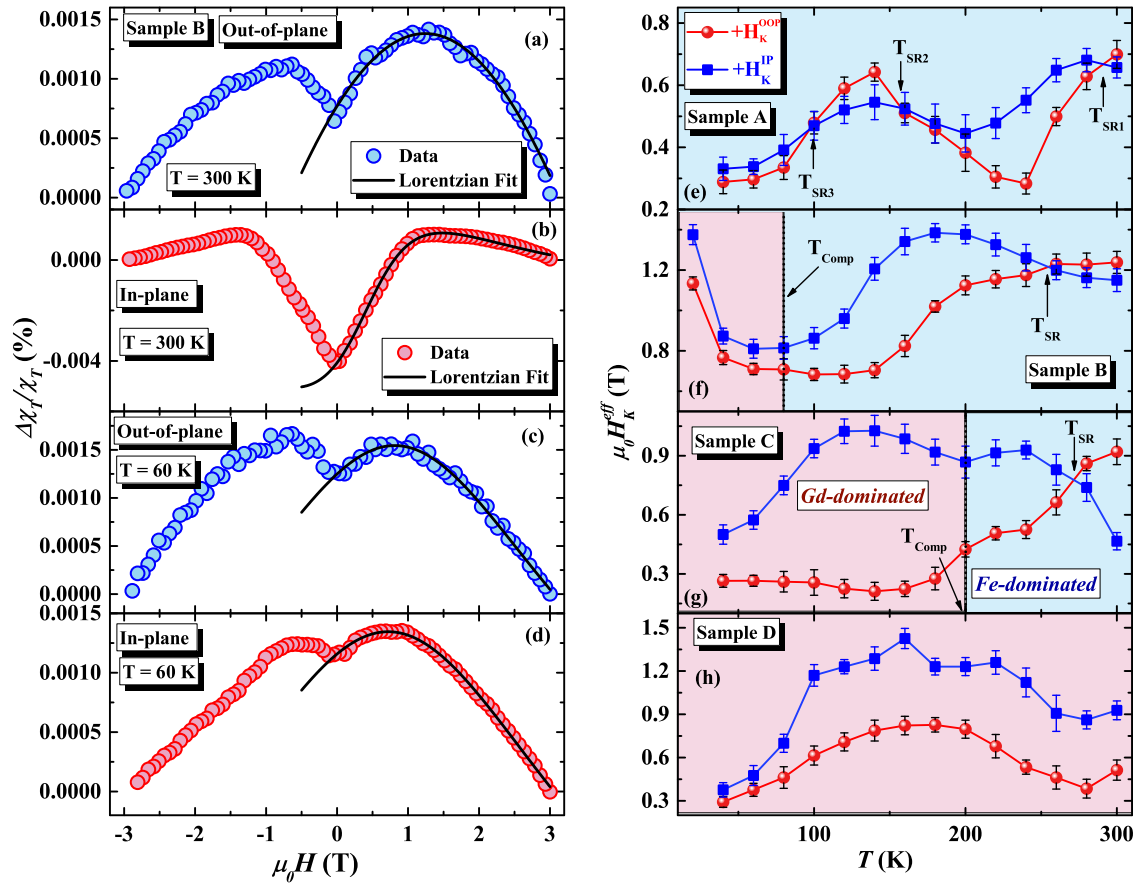 Sample B
Out-of-plane
(a)
0.0015
0.0010
0.0005
0.0000
T = 300 K
Data
Lorentzian Fit
(b)
0.000
-0.004
In-plane
T = 300 K
Data
Lorentzian Fit
Δχ_T/χ_T (%)
(c)
Out-of-plane
T = 60 K
0.0015
0.0010
0.0005
0.0000
(d)
In-plane
T = 60 K
0.0015
0.0010
0.0005
0.0000
-3 -2 -1 0 1 2 3
μ₀H (T)
+H_K^OOP
+H_K^IP
T_SR2
Sample A
T_SR1
T_SR3
(e)
0.8
0.6
0.4
0.2
T_Comp
T_SR
(f)
Sample B
1.2
0.8
μ₀H_K^eff (T)
Sample C
T_SR
Gd-dominated
T_Comp
Fe-dominated
(g)
0.9
0.6
0.3
Sample D
(h)
1.5
1.2
0.9
0.6
0.3
100 200 300
T (K)